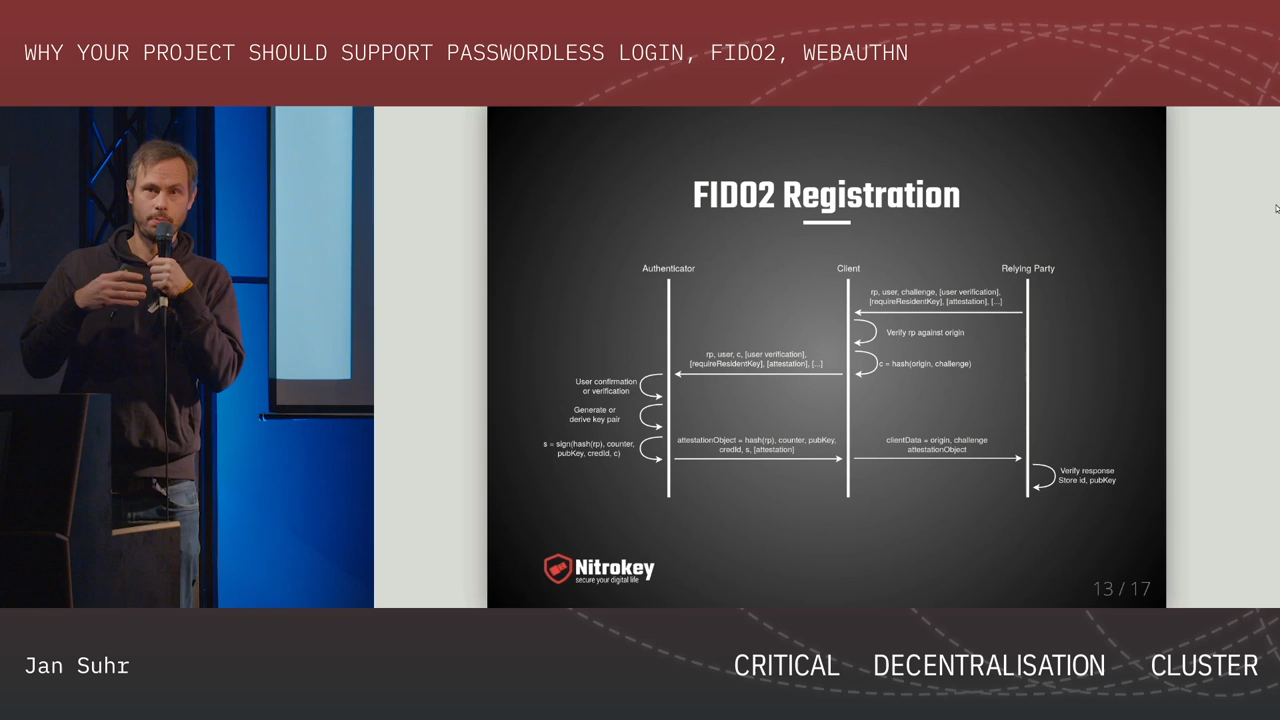 WHY YOUR PROJECT SHOULD SUPPORT PASSWORDLESS LOGIN, FIDO2, WEBAUTHN
FIDO2 Registration
Authenticator
Client
Relying Party
rp, user, challenge, [user verification],
[requireResidentKey], [attestation], [...]
Verify rp against origin
c = hash(origin, challenge)
rp, user, c, [user verification],
[requireResidentKey], [attestation], [...]
User confirmation
or verification
Generate or
derive key pair
s = sign(hash(rp), counter,
pubKey, credId, c)
attestationObject = hash(rp), counter, pubKey,
credId, s, [attestation]
clientData = origin, challenge
attestationObject
Verify response
Store id, pubKey
Nitrokey
secure your digital life
13 / 17
Jan Suhr
CRITICAL DECENTRALISATION CLUSTER